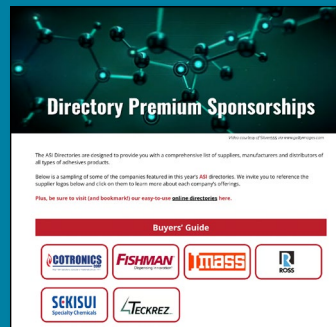 Directory Premium Sponsorships
The ASI Directories are designed to provide you with a comprehensive list of suppliers, manufacturers and distributors of
all types of adhesives products.
Below is a sampling of some of the companies featured in this year's ASI directories. We invite you to reference the
supplier logos below and click on them to learn more about each company's offerings.
Plus, be sure to visit (and bookmark!) our easy-to-use online directories here.
Buyers' Guide
COTRONICS
FISHMAN
mass
ROSS
SEKISUI
Specialty Chemicals
TECKREZ